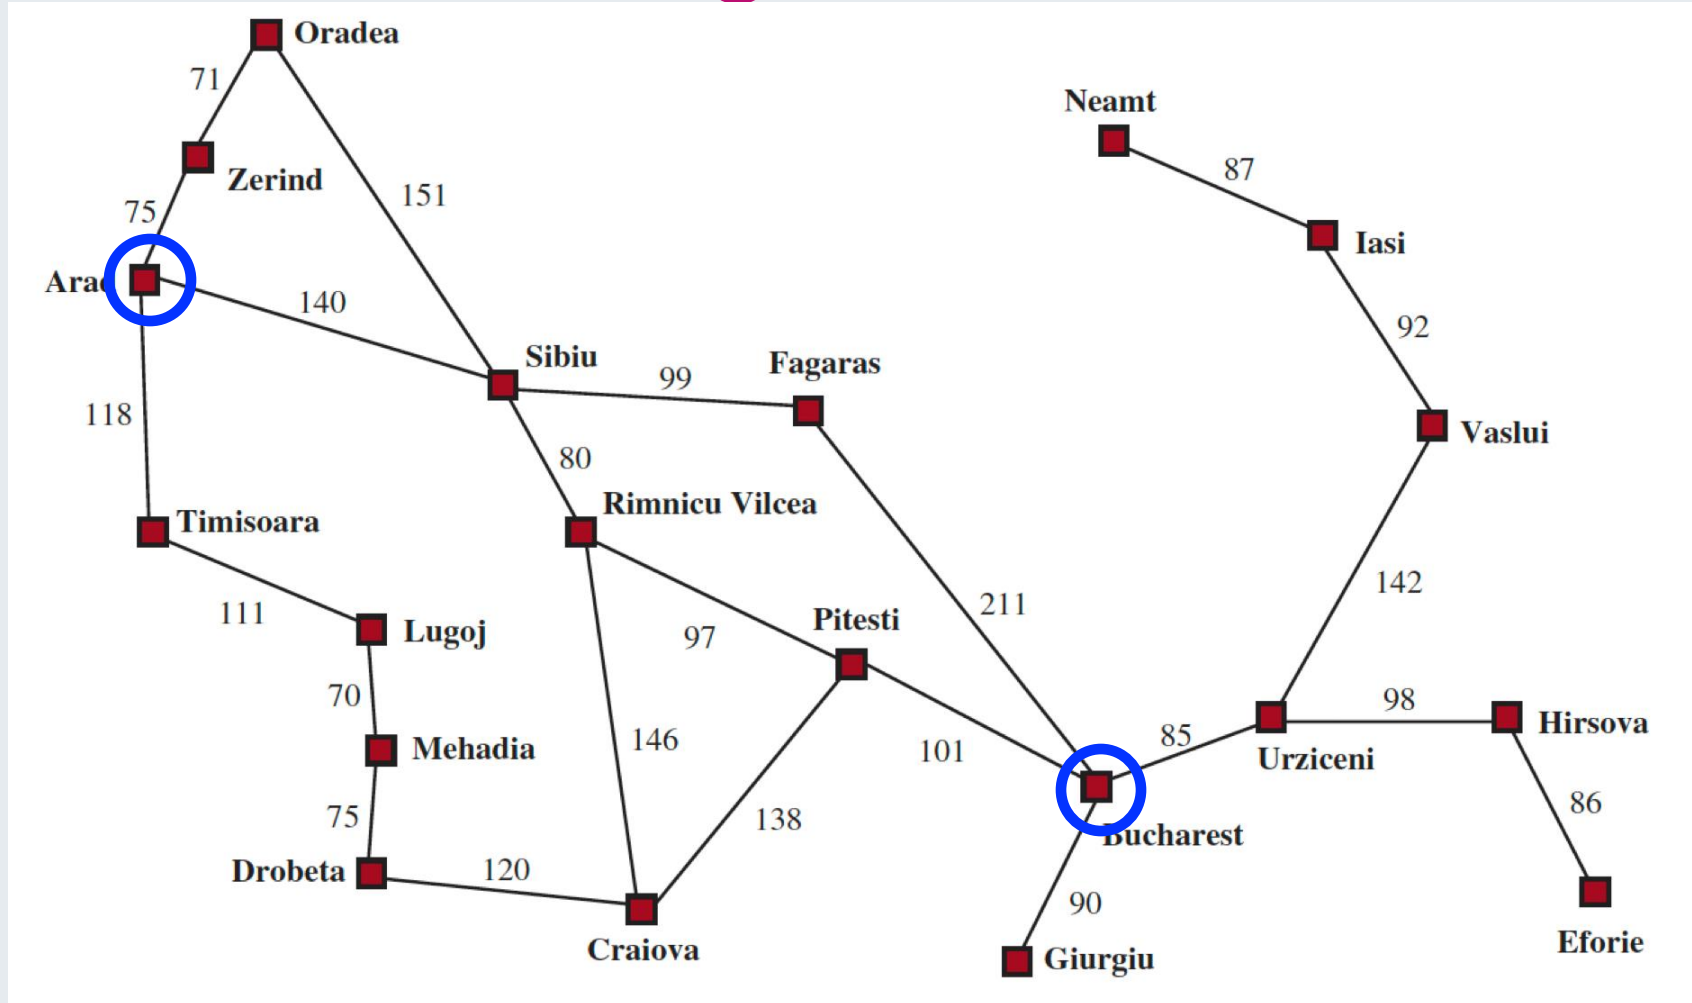 Oradea
71
Neamt
87
Zerind
151
75
Iasi
Arad
140
92
Sibiu
Fagaras
99
118
Vaslui
80
Rimnicu Vilcea
Timisoara
142
211
111
Pitesti
Lugoj
97
70
98
Hirsova
85
146
Mehadia
101
Urziceni
86
75
138
Bucharest
Drobeta
120
90
Eforie
Craiova
Giurgiu